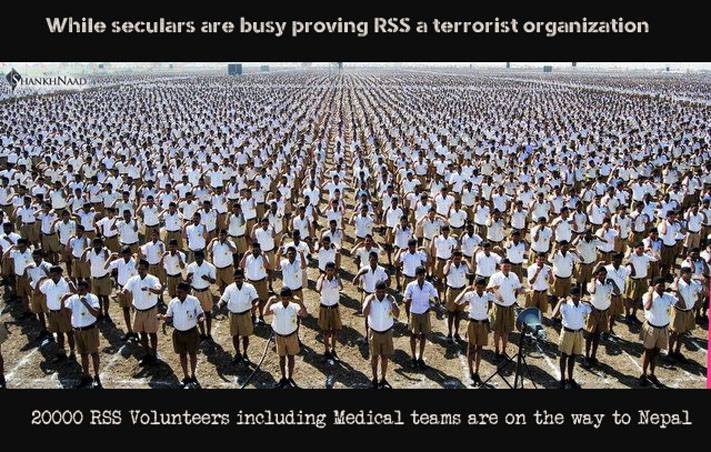 While seculars are busy proving RSS a terrorist organization
ShankhNaad
20000 RSS Volunteers including Medical teams are on the way to Nepal